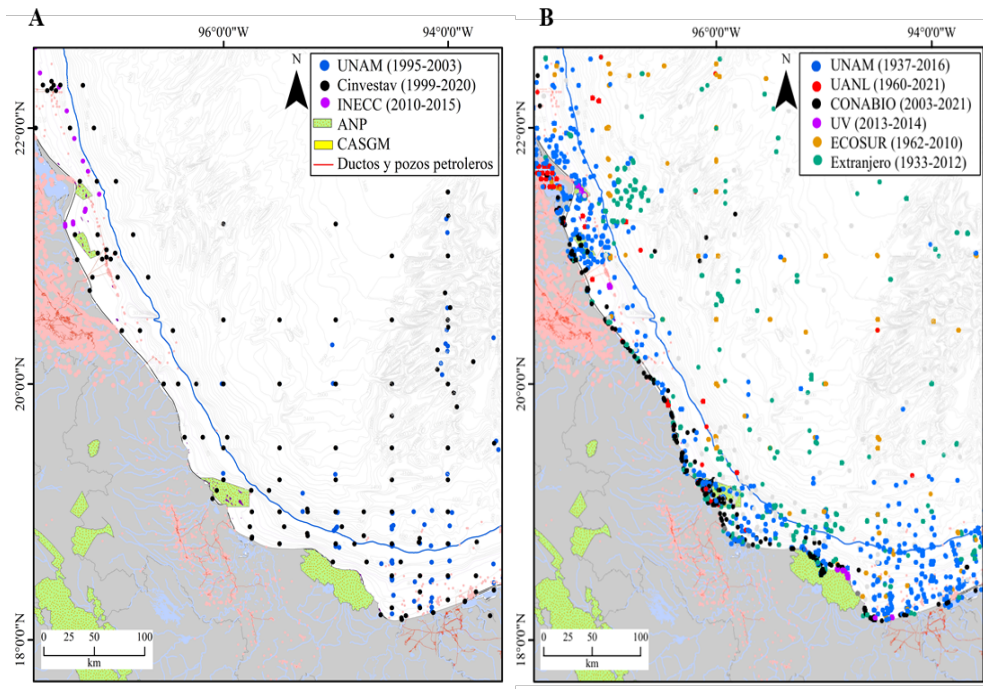 A
96°0'0"W
94°0'0"W
N
UNAM (1995-2003)
Cinvestav (1999-2020)
INECC (2010-2015)
ANP
CASGM
Ductos y pozos petroleros
22°0'0"N
20°0'0"N
18°0'0"N
0 25 50 100
km
B
96°0'0"W
94°0'0"W
N
UNAM (1937-2016)
UANL (1960-2021)
CONABIO (2003-2021)
UV (2013-2014)
ECOSUR (1962-2010)
Extranjero (1933-2012)
22°0'0"N
20°0'0"N
18°0'0"N
0 25 50 100
km